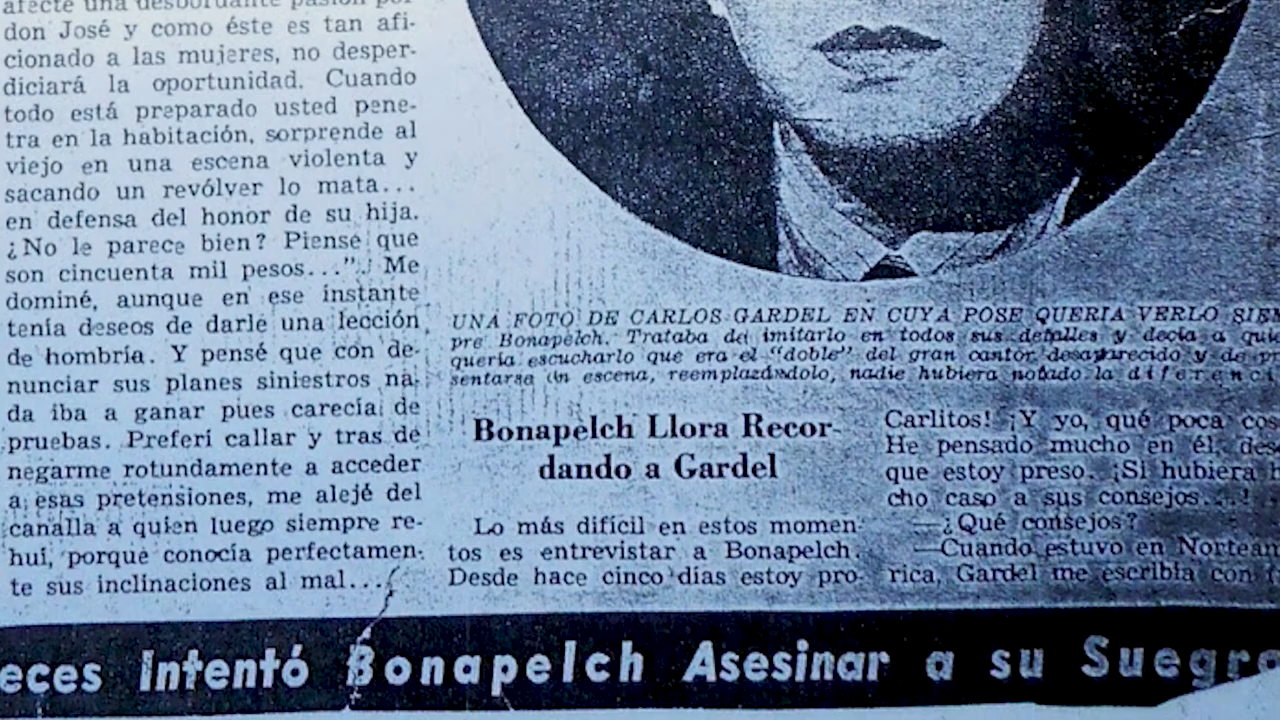 afecte una desbordante pasión por
don José y como éste es tan afi-
cionado a las mujeres, no desper-
diciará la oportunidad. Cuando
todo está preparado usted pene-
tra en la habitación, sorprende al
viejo en una escena violenta y
sacando un revólver lo mata...
en defensa del honor de su hija.
¿No le parece bien? Piense que
son cincuenta mil pesos...". Me
dominé, aunque en ese instante
tenía deseos de darle una lección
de hombría. Y pensé que con de-
nunciar sus planes siniestros na-
da iba a ganar pues carecía de
pruebas. Preferí callar y tras de
negarme rotundamente a acceder
a esas pretensiones, me alejé del
canalla a quien luego siempre re-
huí, porque conocía perfectamen-
te sus inclinaciones al mal...
UNA FOTO DE CARLOS GARDEL EN CUYA POSE QUERIA VERLO SIEM
pre Bonapelch. Trataba de imitarlo en todos sus detalles y decía a qui
quería escucharlo que era el "doble" del gran cantor desaparecido y de pr
sentarse en escena, reemplazándolo, nadie hubiera notado la diferenci
Bonapelch Llora Recor-
dando a Gardel
Lo más difícil en estos momen-
tos es entrevistar a Bonapelch.
Desde hace cinco días estoy pro-
Carlitos! ¡Y yo, qué poca cos
He pensado mucho en él, des
que estoy preso. ¡Si hubiera h
cho caso a sus consejos...!
—¿Qué consejos?
—Cuando estuvo en Norteam
rica, Gardel me escribía con
eces Intentó Bonapelch Asesinar a su Suegro